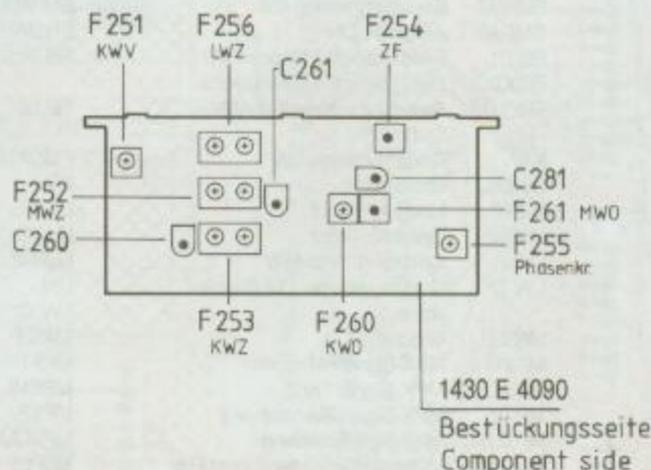 F251
KWV
F256
LWZ
F254
ZF
C261
F252
MWZ
C260
C281
F261 MWO
F255
Phasenkr.
F253
KWZ
F260
KWO
1430 E 4090
Bestückungsseite
Component side